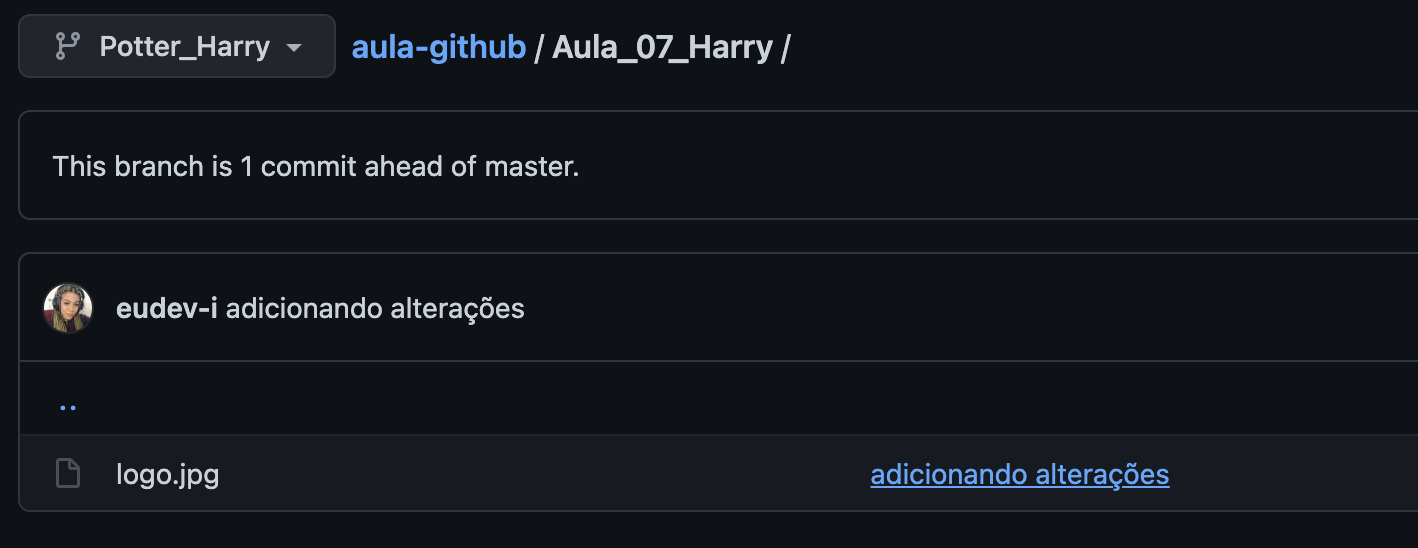 Potter_Harry aula-github / Aula_07_Harry /
This branch is 1 commit ahead of master.
eudev-i adicionando alterações
..
logo.jpg adicionando alterações